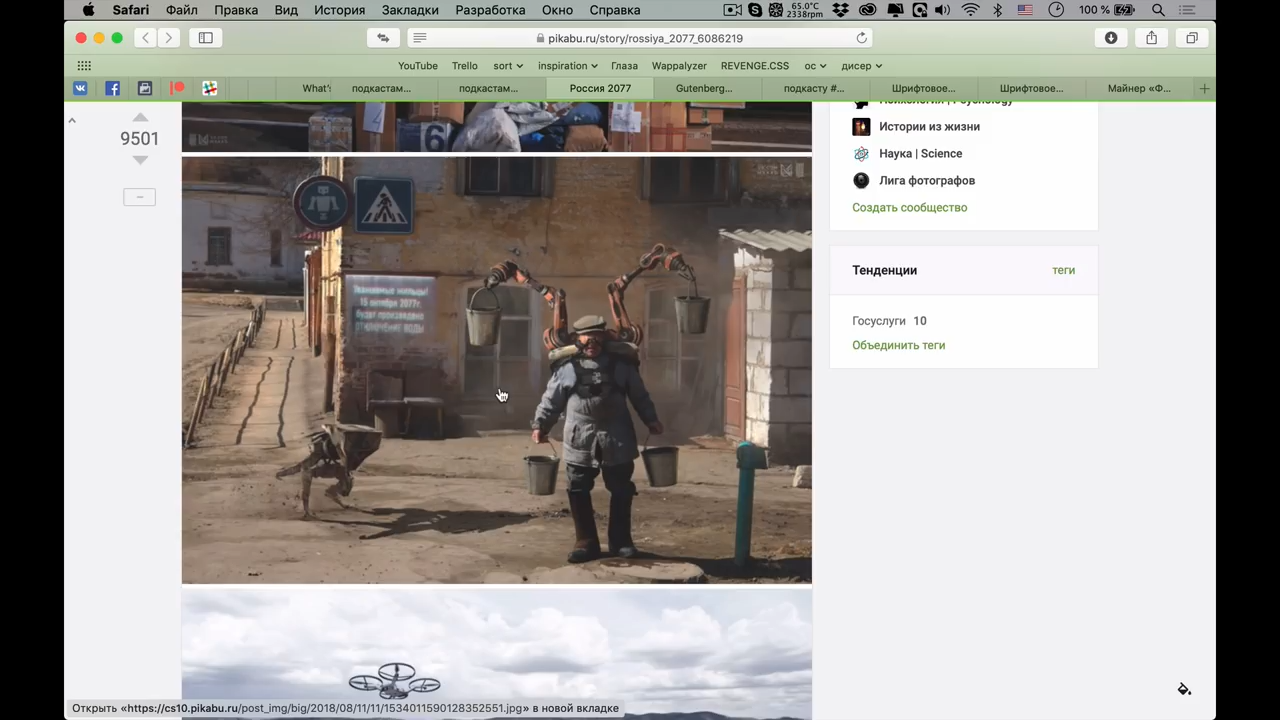 Safari Файл Правка Вид История Закладки Разработка Окно Справка
65.0°C
2338rpm
100 %
pikabu.ru/story/rossiya_2077_6086219
YouTube Trello sort inspiration Глаза Wappalyzer REVENGE.CSS ос дисер
What' подкастам... подкастам... Россия 2077 Gutenberg... подкасту #... Шрифтовое... Шрифтовое... Майнер «Ф...
9501
6
Психология | Psychology
Истории из жизни
Наука | Science
Лига фотографов
Создать сообщество
Тенденции теги
Госуслуги 10
Объединить теги
Уважаемые жильцы!
15 октября 2077г.
будет произведено
ОТКЛЮЧЕНИЕ ВОДЫ
Открыть «https://cs10.pikabu.ru/post_img/big/2018/08/11/11/1534011590128352551.jpg» в новой вкладке